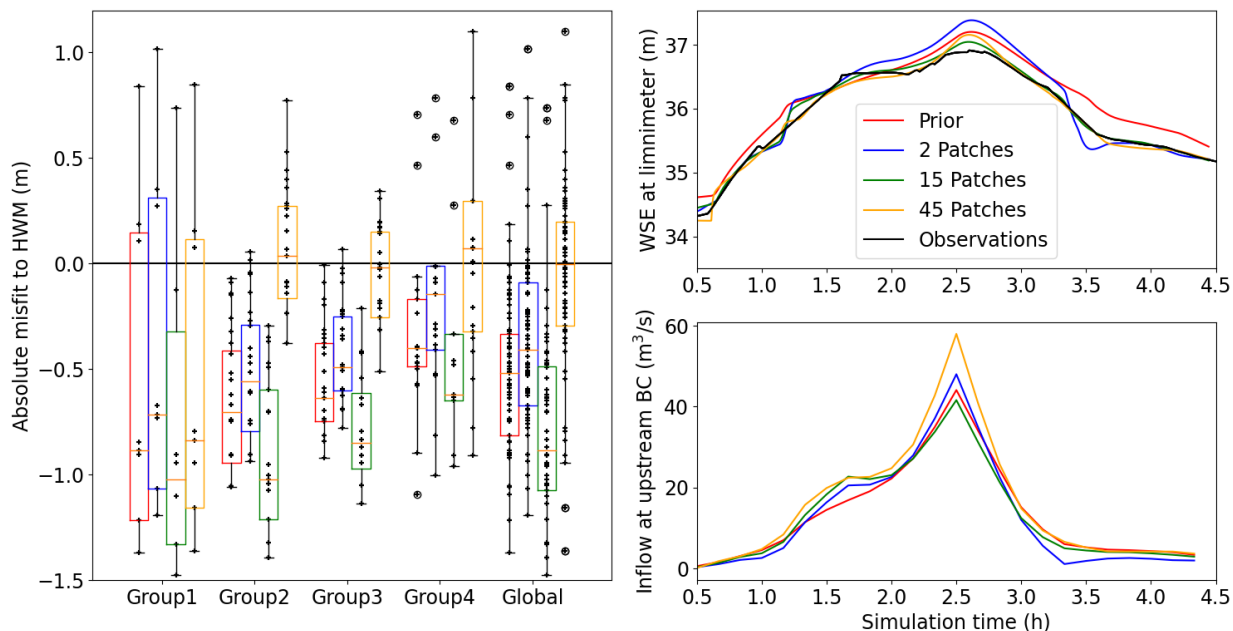 Absolute misfit to HWM (m)
1.0
0.5
0.0
−0.5
−1.0
−1.5
Group1 Group2 Group3 Group4 Global
WSE at limnimeter (m)
37
36
35
34
Prior
2 Patches
15 Patches
45 Patches
Observations
0.5 1.0 1.5 2.0 2.5 3.0 3.5 4.0 4.5
Inflow at upstream BC (m³/s)
60
40
20
0
0.5 1.0 1.5 2.0 2.5 3.0 3.5 4.0 4.5
Simulation time (h)